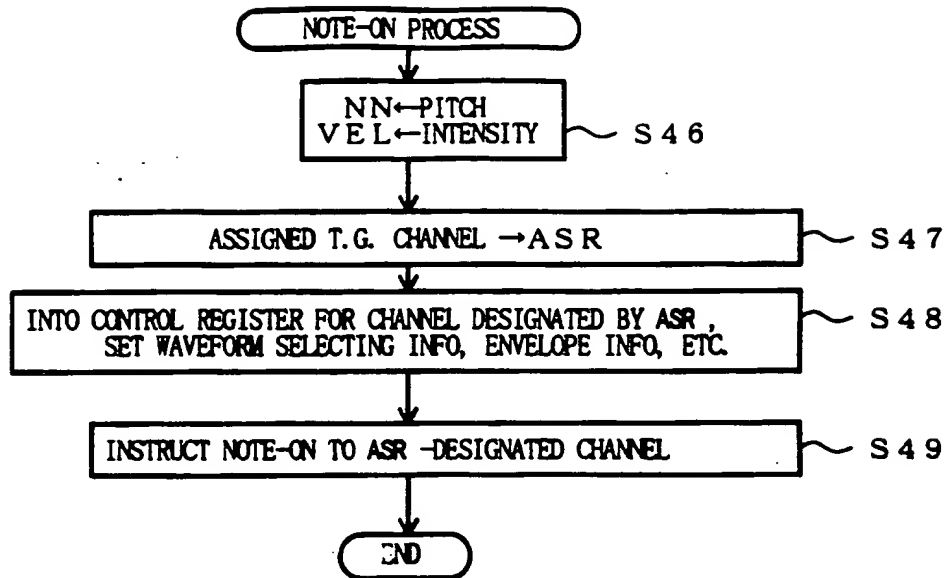 NOTE-ON PROCESS
NN←PITCH
VEL←INTENSITY
S46
ASSIGNED T.G. CHANNEL →ASR
S47
INTO CONTROL REGISTER FOR CHANNEL DESIGNATED BY ASR,
SET WAVEFORM SELECTING INFO, ENVELOPE INFO, ETC.
S48
INSTRUCT NOTE-ON TO ASR-DESIGNATED CHANNEL
S49
END